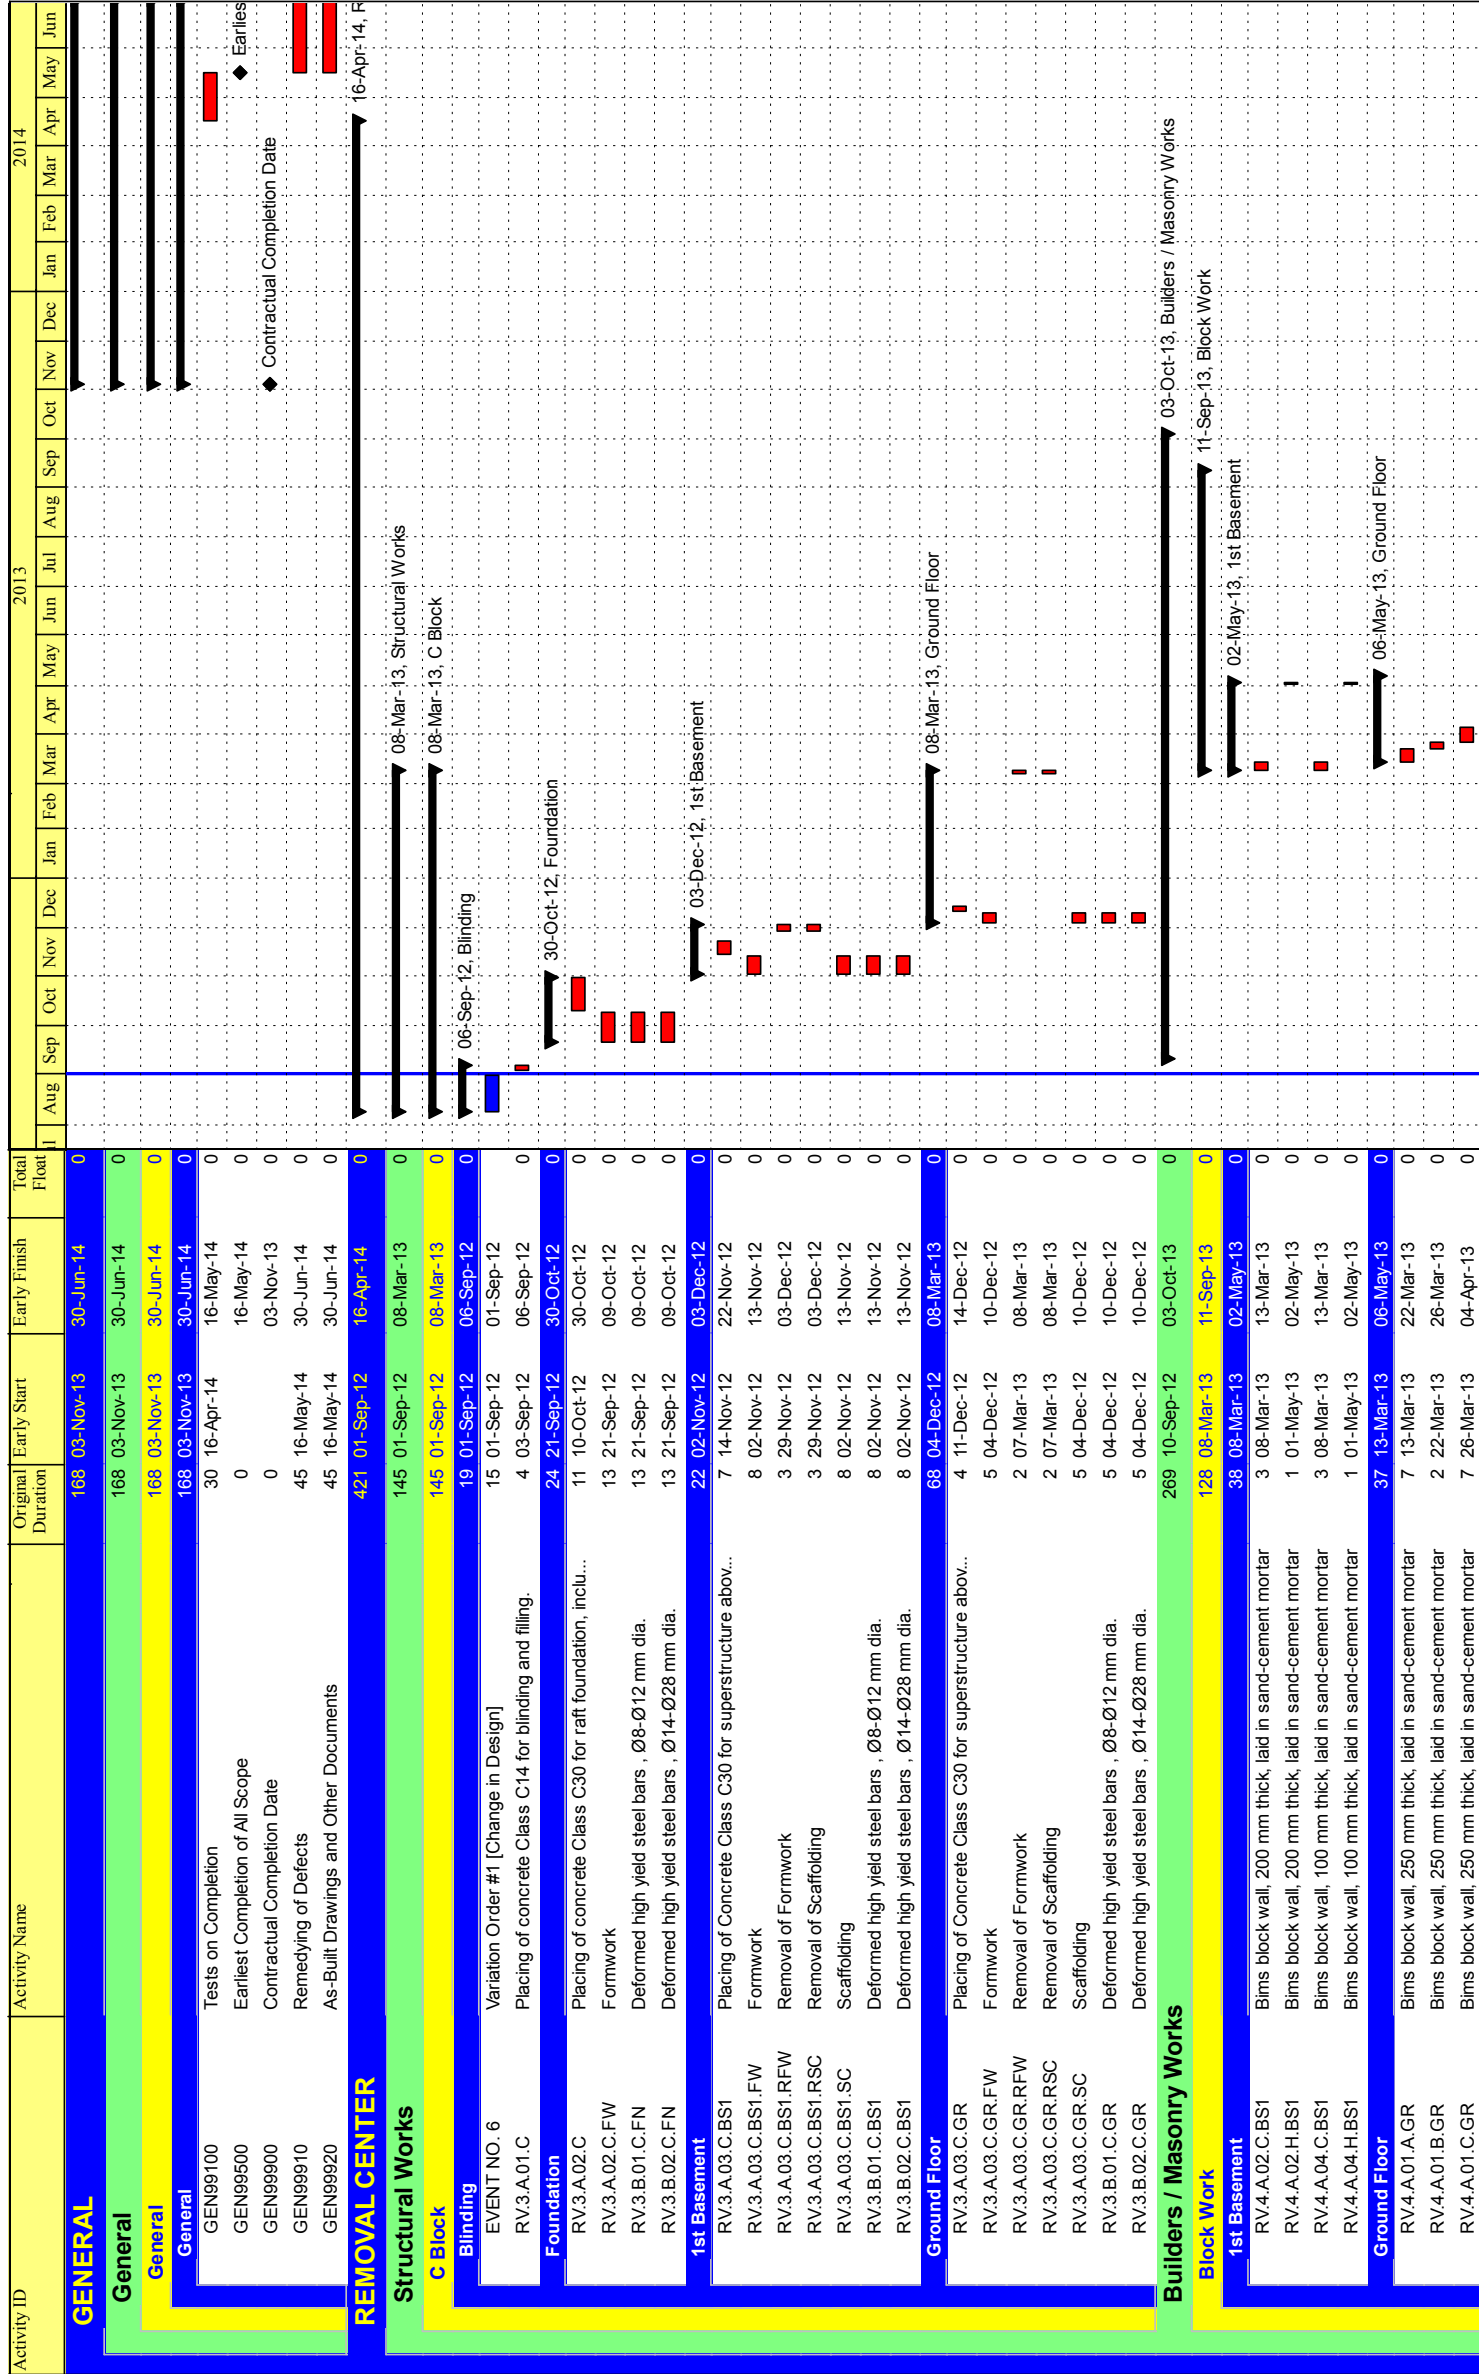 Activity ID Activity Name Original Duration Early Start Early Finish Total Float
2013 2014
Aug Sep Oct Nov Dec Jan Feb Mar Apr May Jun Jul Aug Sep Oct Nov Dec Jan Feb Mar Apr May Jun
GENERAL 168 03-Nov-13 30-Jun-14 0
General 168 03-Nov-13 30-Jun-14 0
General 168 03-Nov-13 30-Jun-14 0
General 168 03-Nov-13 30-Jun-14 0
GEN99100 Tests on Completion 30 16-Apr-14 16-May-14 0
GEN99500 Earliest Completion of All Scope 0 16-May-14 0 Earlies
GEN99900 Contractual Completion Date 0 03-Nov-13 0 Contractual Completion Date
GEN99910 Remedying of Defects 45 16-May-14 30-Jun-14 0
GEN99920 As-Built Drawings and Other Documents 45 16-May-14 30-Jun-14 0
REMOVAL CENTER 421 01-Sep-12 16-Apr-14 0 16-Apr-14, R
Structural Works 145 01-Sep-12 08-Mar-13 0 08-Mar-13, Structural Works
C Block 145 01-Sep-12 08-Mar-13 0 08-Mar-13, C Block
Blinding 19 01-Sep-12 06-Sep-12 0 06-Sep-12, Blinding
EVENT NO. 6 Variation Order #1 [Change in Design] 15 01-Sep-12 01-Sep-12
RV.3.A.01.C Placing of concrete Class C14 for blinding and filling. 4 03-Sep-12 06-Sep-12 0
Foundation 24 21-Sep-12 30-Oct-12 0 30-Oct-12, Foundation
RV.3.A.02.C Placing of concrete Class C30 for raft foundation, inclu... 11 10-Oct-12 30-Oct-12 0
RV.3.A.02.C.FW Formwork 13 21-Sep-12 09-Oct-12 0
RV.3.B.01.C.FN Deformed high yield steel bars , Ø8-Ø12 mm dia. 13 21-Sep-12 09-Oct-12 0
RV.3.B.02.C.FN Deformed high yield steel bars , Ø14-Ø28 mm dia. 13 21-Sep-12 09-Oct-12 0
1st Basement 22 02-Nov-12 03-Dec-12 0 03-Dec-12, 1st Basement
RV.3.A.03.C.BS1 Placing of Concrete Class C30 for superstructure abov... 7 14-Nov-12 22-Nov-12 0
RV.3.A.03.C.BS1.FW Formwork 8 02-Nov-12 13-Nov-12 0
RV.3.A.03.C.BS1.RFW Removal of Formwork 3 29-Nov-12 03-Dec-12 0
RV.3.A.03.C.BS1.RSC Removal of Scaffolding 3 29-Nov-12 03-Dec-12 0
RV.3.A.03.C.BS1.SC Scaffolding 8 02-Nov-12 13-Nov-12 0
RV.3.B.01.C.BS1 Deformed high yield steel bars , Ø8-Ø12 mm dia. 8 02-Nov-12 13-Nov-12 0
RV.3.B.02.C.BS1 Deformed high yield steel bars , Ø14-Ø28 mm dia. 8 02-Nov-12 13-Nov-12 0
Ground Floor 68 04-Dec-12 08-Mar-13 0 08-Mar-13, Ground Floor
RV.3.A.03.C.GR Placing of Concrete Class C30 for superstructure abov... 4 11-Dec-12 14-Dec-12 0
RV.3.A.03.C.GR.FW Formwork 5 04-Dec-12 10-Dec-12 0
RV.3.A.03.C.GR.RFW Removal of Formwork 2 07-Mar-13 08-Mar-13 0
RV.3.A.03.C.GR.RSC Removal of Scaffolding 2 07-Mar-13 08-Mar-13 0
RV.3.A.03.C.GR.SC Scaffolding 5 04-Dec-12 10-Dec-12 0
RV.3.B.01.C.GR Deformed high yield steel bars , Ø8-Ø12 mm dia. 5 04-Dec-12 10-Dec-12 0
RV.3.B.02.C.GR Deformed high yield steel bars , Ø14-Ø28 mm dia. 5 04-Dec-12 10-Dec-12 0
Builders / Masonry Works 269 10-Sep-12 03-Oct-13 0 03-Oct-13, Builders / Masonry Works
Block Work 128 08-Mar-13 11-Sep-13 0 11-Sep-13, Block Work
1st Basement 38 08-Mar-13 02-May-13 0 02-May-13, 1st Basement
RV.4.A.02.C.BS1 Bims block wall, 200 mm thick, laid in sand-cement mortar 3 08-Mar-13 13-Mar-13 0
RV.4.A.02.H.BS1 Bims block wall, 200 mm thick, laid in sand-cement mortar 1 01-May-13 02-May-13 0
RV.4.A.04.C.BS1 Bims block wall, 100 mm thick, laid in sand-cement mortar 3 08-Mar-13 13-Mar-13 0
RV.4.A.04.H.BS1 Bims block wall, 100 mm thick, laid in sand-cement mortar 1 01-May-13 02-May-13 0
Ground Floor 37 13-Mar-13 06-May-13 0 06-May-13, Ground Floor
RV.4.A.01.A.GR Bims block wall, 250 mm thick, laid in sand-cement mortar 7 13-Mar-13 22-Mar-13 0
RV.4.A.01.B.GR Bims block wall, 250 mm thick, laid in sand-cement mortar 2 22-Mar-13 26-Mar-13 0
RV.4.A.01.C.GR Bims block wall, 250 mm thick, laid in sand-cement mortar 7 26-Mar-13 04-Apr-13 0